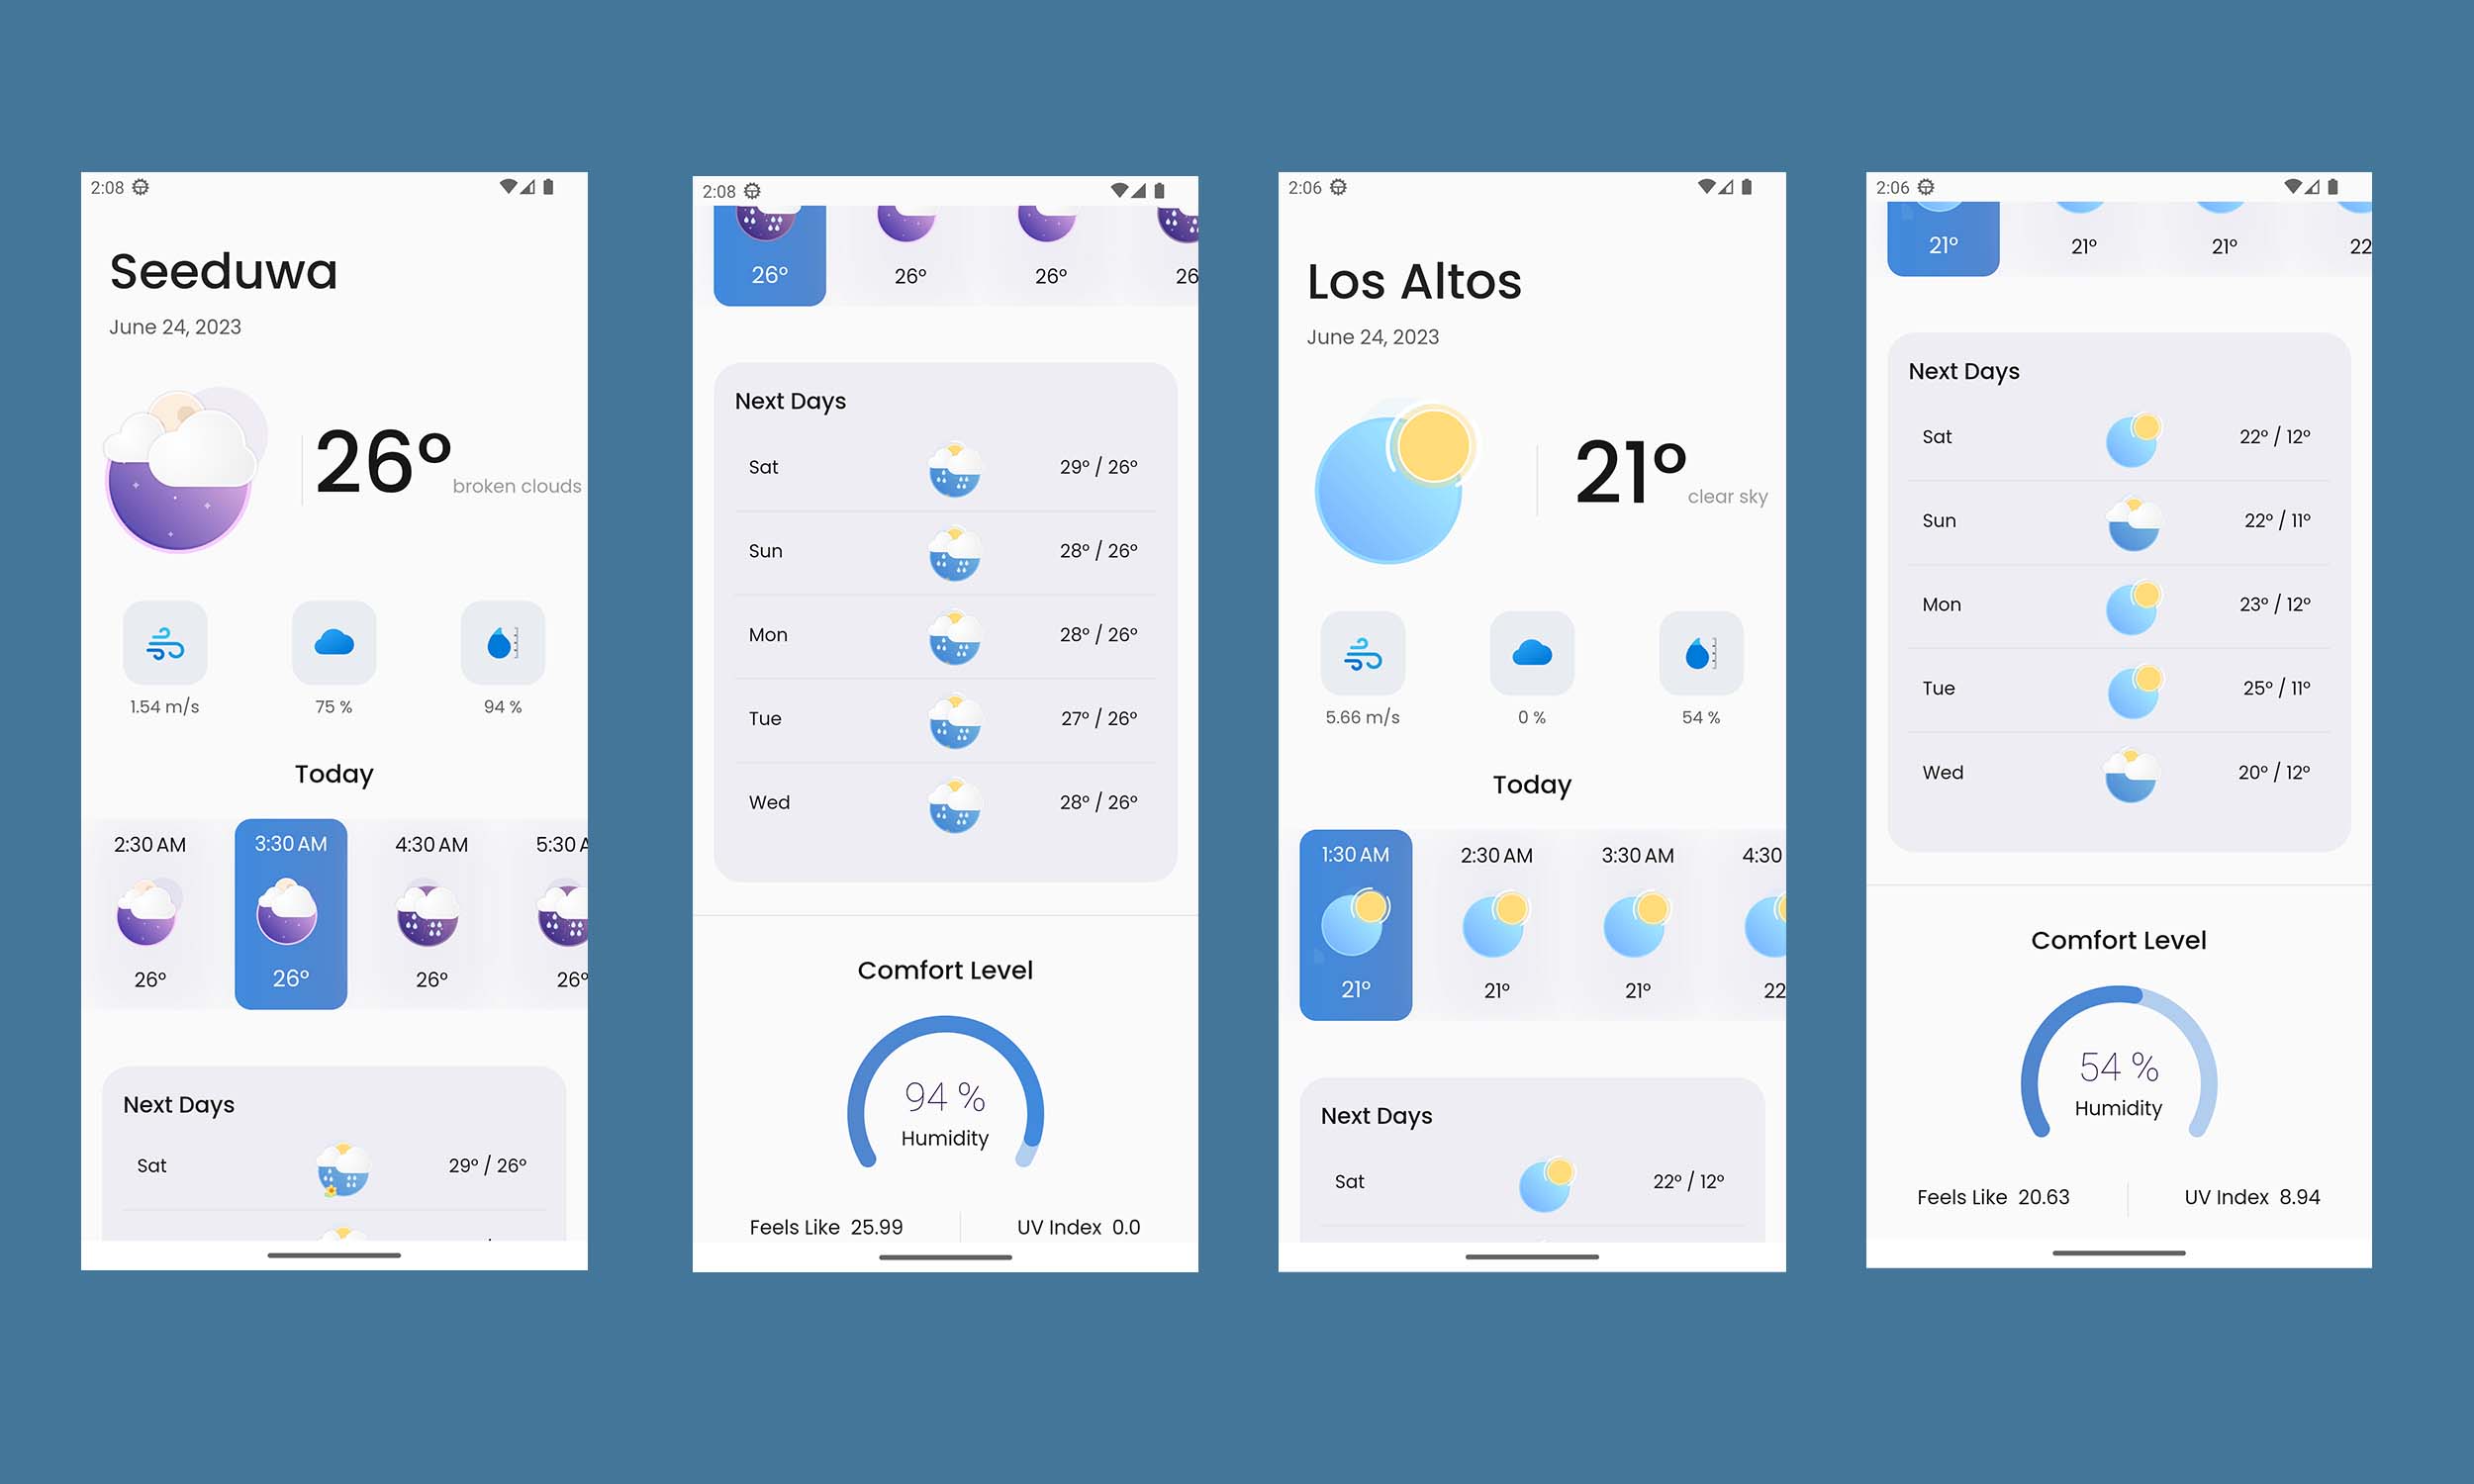 2:08
Seeduwa
June 24, 2023
26°
broken clouds
1.54 m/s 75 % 94 %
Today
2:30 AM 3:30 AM 4:30 AM 5:30 A
26° 26° 26° 26°
Next Days
Sat 29° / 26°
2:08
26° 26° 26° 26
Next Days
Sat 29° / 26°
Sun 28° / 26°
Mon 28° / 26°
Tue 27° / 26°
Wed 28° / 26°
Comfort Level
94 %
Humidity
Feels Like 25.99 UV Index 0.0
2:06
Los Altos
June 24, 2023
21°
clear sky
5.66 m/s 0 % 54 %
Today
1:30 AM 2:30 AM 3:30 AM 4:30
21° 21° 21° 22
Next Days
Sat 22° / 12°
2:06
21° 21° 21° 22
Next Days
Sat 22° / 12°
Sun 22° / 11°
Mon 23° / 12°
Tue 25° / 11°
Wed 20° / 12°
Comfort Level
54 %
Humidity
Feels Like 20.63 UV Index 8.94